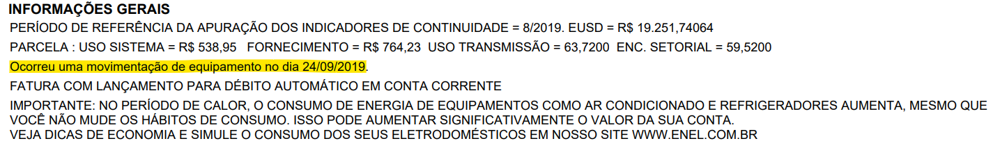 INFORMAÇÕES GERAIS
PERÍODO DE REFERÊNCIA DA APURAÇÃO DOS INDICADORES DE CONTINUIDADE = 8/2019. EUSD = R$ 19.251,74064
PARCELA : USO SISTEMA = R$ 538,95 FORNECIMENTO = R$ 764,23 USO TRANSMISSÃO = 63,7200 ENC. SETORIAL = 59,5200
Ocorreu uma movimentação de equipamento no dia 24/09/2019.
FATURA COM LANÇAMENTO PARA DÉBITO AUTOMÁTICO EM CONTA CORRENTE
IMPORTANTE: NO PERÍODO DE CALOR, O CONSUMO DE ENERGIA DE EQUIPAMENTOS COMO AR CONDICIONADO E REFRIGERADORES AUMENTA, MESMO QUE
VOCÊ NÃO MUDE OS HÁBITOS DE CONSUMO. ISSO PODE AUMENTAR SIGNIFICATIVAMENTE O VALOR DA SUA CONTA.
VEJA DICAS DE ECONOMIA E SIMULE O CONSUMO DOS SEUS ELETRODOMÉSTICOS EM NOSSO SITE WWW.ENEL.COM.BR